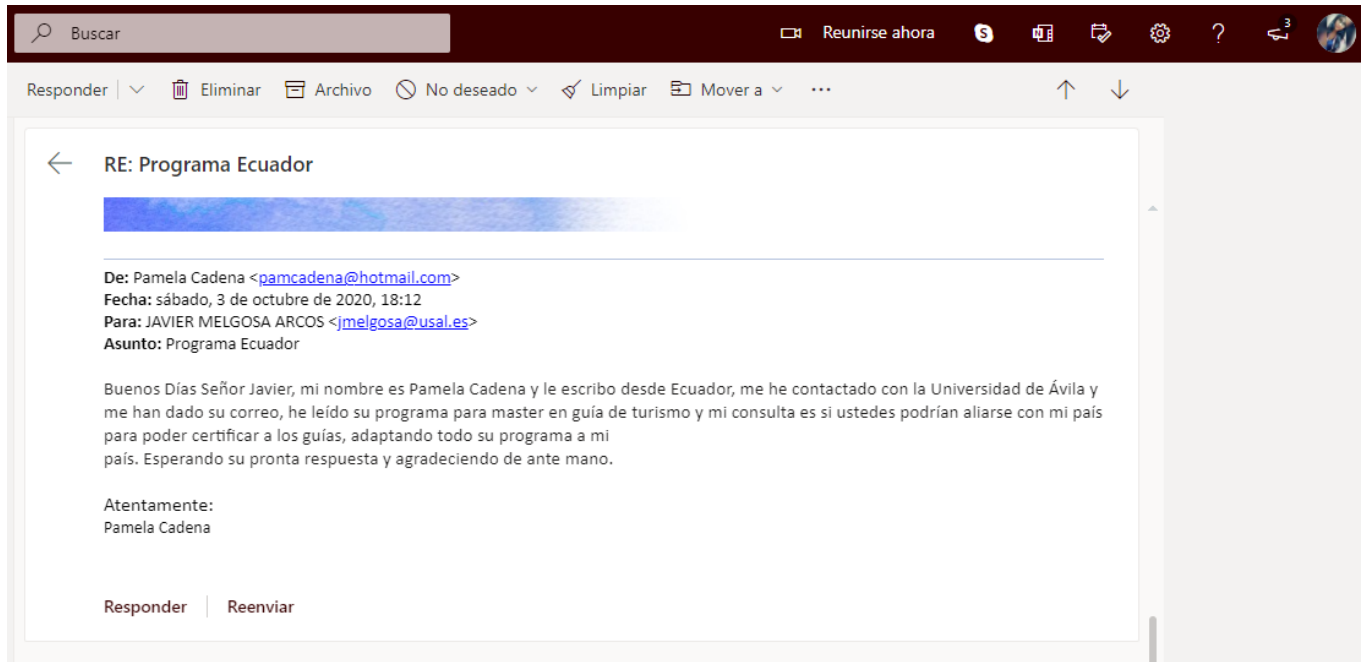 Buscar
Reunirse ahora
3
Responder
Eliminar
Archivo
No deseado
Limpiar
Mover a
RE: Programa Ecuador
De: Pamela Cadena <pamcadena@hotmail.com>
Fecha: sábado, 3 de octubre de 2020, 18:12
Para: JAVIER MELGOSA ARCOS <jmelgosa@usal.es>
Asunto: Programa Ecuador
Buenos Días Señor Javier, mi nombre es Pamela Cadena y le escribo desde Ecuador, me he contactado con la Universidad de Ávila y
me han dado su correo, he leído su programa para master en guía de turismo y mi consulta es si ustedes podrían aliarse con mi país
para poder certificar a los guías, adaptando todo su programa a mi
país. Esperando su pronta respuesta y agradeciendo de ante mano.
Atentamente:
Pamela Cadena
Responder
Reenviar